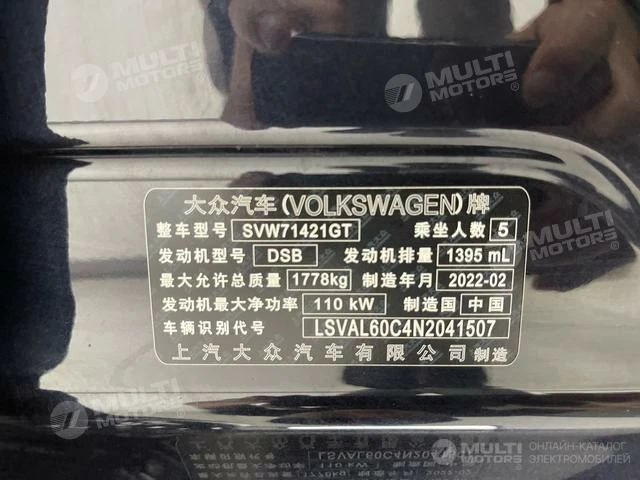 MULTI MOTORS
MULTI MOTORS
大众汽车(VOLKSWAGEN)牌
整车型号 SVW71421GT 乘坐人数 5
发动机型号 DSB 发动机排量 1395 mL
最大允许总质量 1778kg 制造年月 2022-02
发动机最大净功率 110 kW 制造国 中国
车辆识别代号 LSVAL60C4N2041507
上汽大众汽车有限公司 制造
MULTI MOTORS
MULTI MOTORS
ОНЛАЙН-КАТАЛОГ
ЭЛЕКТРОМОБИЛЕЙ